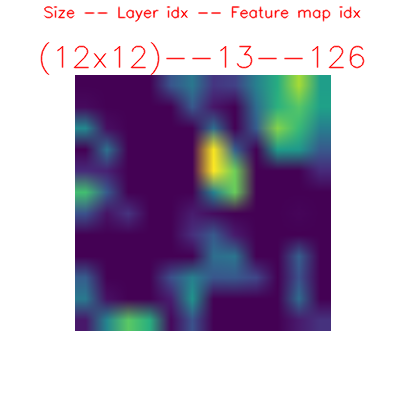 Size -- Layer idx -- Feature map idx
(12x12)--13--126